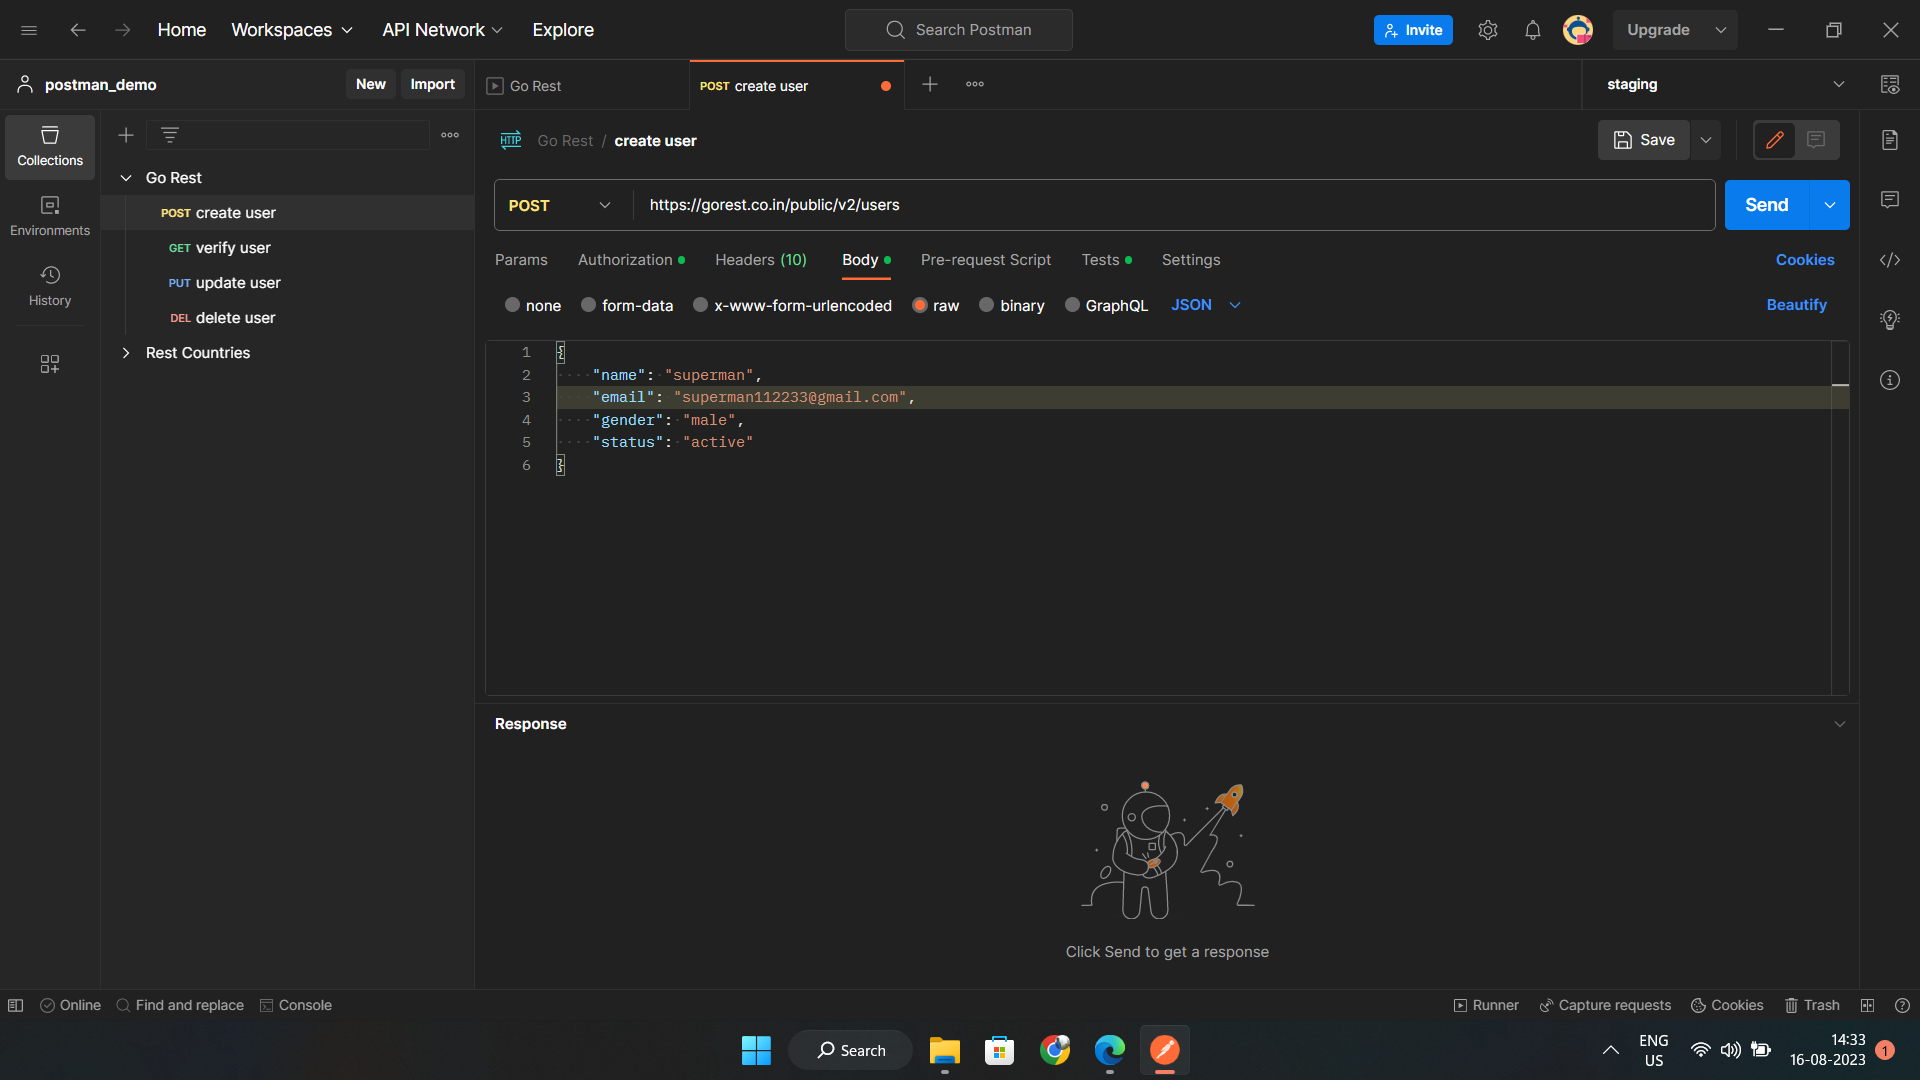 Home Workspaces API Network Explore Search Postman Invite Upgrade
postman_demo New Import Go Rest POST create user staging
Collections
Environments
History
Go Rest
POST create user
GET verify user
PUT update user
DEL delete user
Rest Countries
HTTP Go Rest / create user Save
POST https://gorest.co.in/public/v2/users Send
Params Authorization Headers (10) Body Pre-request Script Tests Settings Cookies
none form-data x-www-form-urlencoded raw binary GraphQL JSON Beautify
1 {
2 "name": "superman",
3 "email": "superman112233@gmail.com",
4 "gender": "male",
5 "status": "active"
6 }
Response
Click Send to get a response
Online Find and replace Console Runner Capture requests Cookies Trash
Search ENG US 14:33 16-08-2023 1